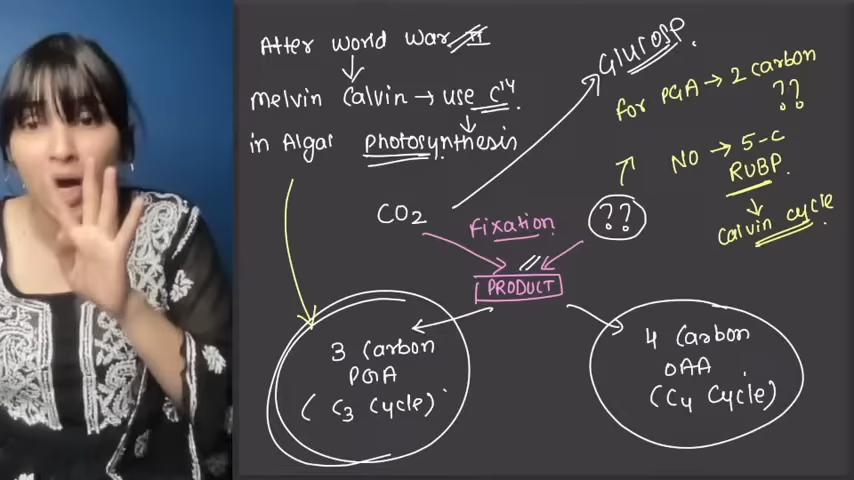 After world war II
Melvin Calvin → use C14
in Algal photosynthesis
Glucose.
for PGA → 2 carbon
??
NO → 5-C
RUBP.
Calvin cycle
CO2
Fixation
??
PRODUCT
3 Carbon
PGA
( C3 Cycle)
4 Carbon
OAA
(C4 Cycle)